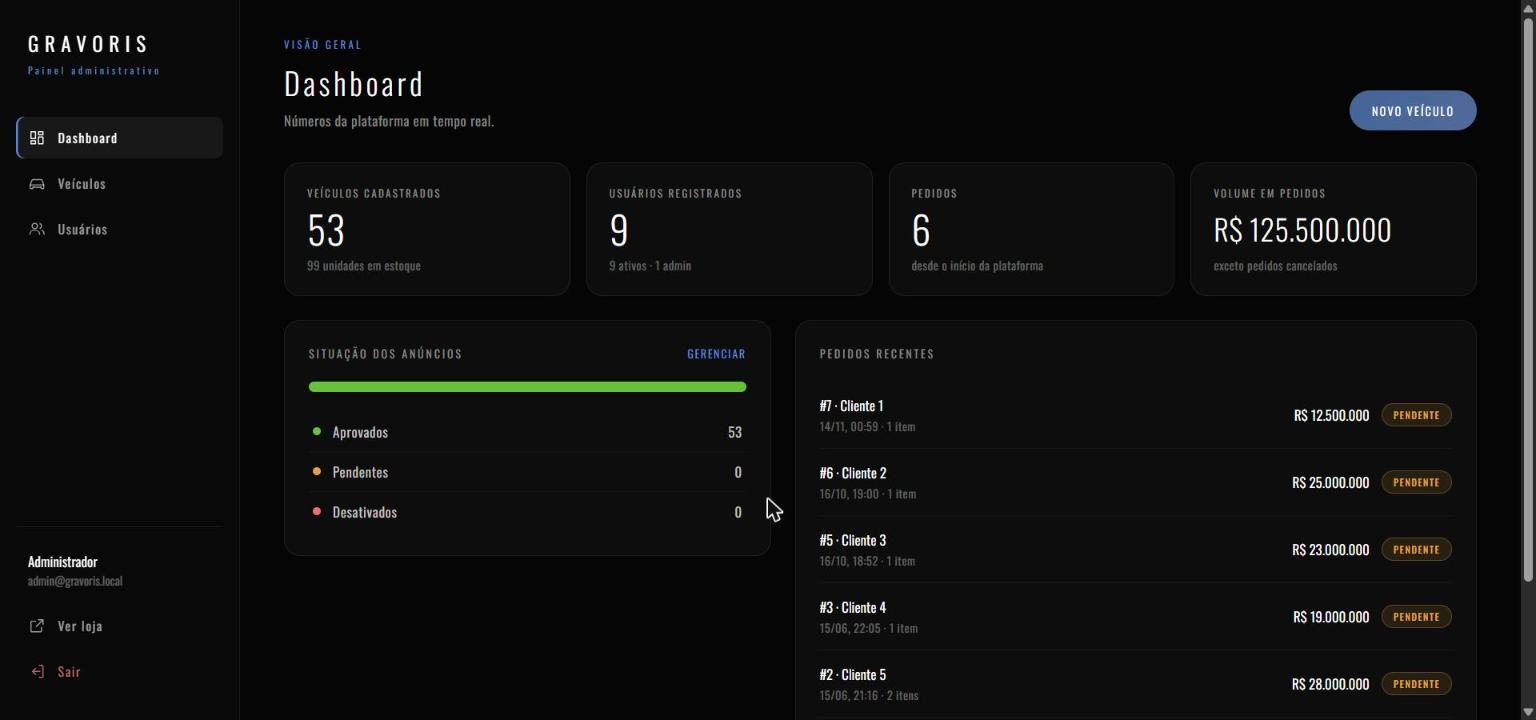 GRAVORIS
Painel administrativo
Dashboard
Veículos
Usuários
Administrador
admin@gravoris.local
Ver loja
Sair
VISÃO GERAL
Dashboard
Números da plataforma em tempo real.
NOVO VEÍCULO
VEÍCULOS CADASTRADOS
53
99 unidades em estoque
USUÁRIOS REGISTRADOS
9
9 ativos · 1 admin
PEDIDOS
6
desde o início da plataforma
VOLUME EM PEDIDOS
R$ 125.500.000
exceto pedidos cancelados
SITUAÇÃO DOS ANÚNCIOS GERENCIAR
Aprovados 53
Pendentes 0
Desativados 0
PEDIDOS RECENTES
#7 · Cliente 1
14/11, 00:59 · 1 item
R$ 12.500.000 PENDENTE
#6 · Cliente 2
16/10, 19:00 · 1 item
R$ 25.000.000 PENDENTE
#5 · Cliente 3
16/10, 18:52 · 1 item
R$ 23.000.000 PENDENTE
#3 · Cliente 4
15/06, 22:05 · 1 item
R$ 19.000.000 PENDENTE
#2 · Cliente 5
15/06, 21:16 · 2 itens
R$ 28.000.000 PENDENTE